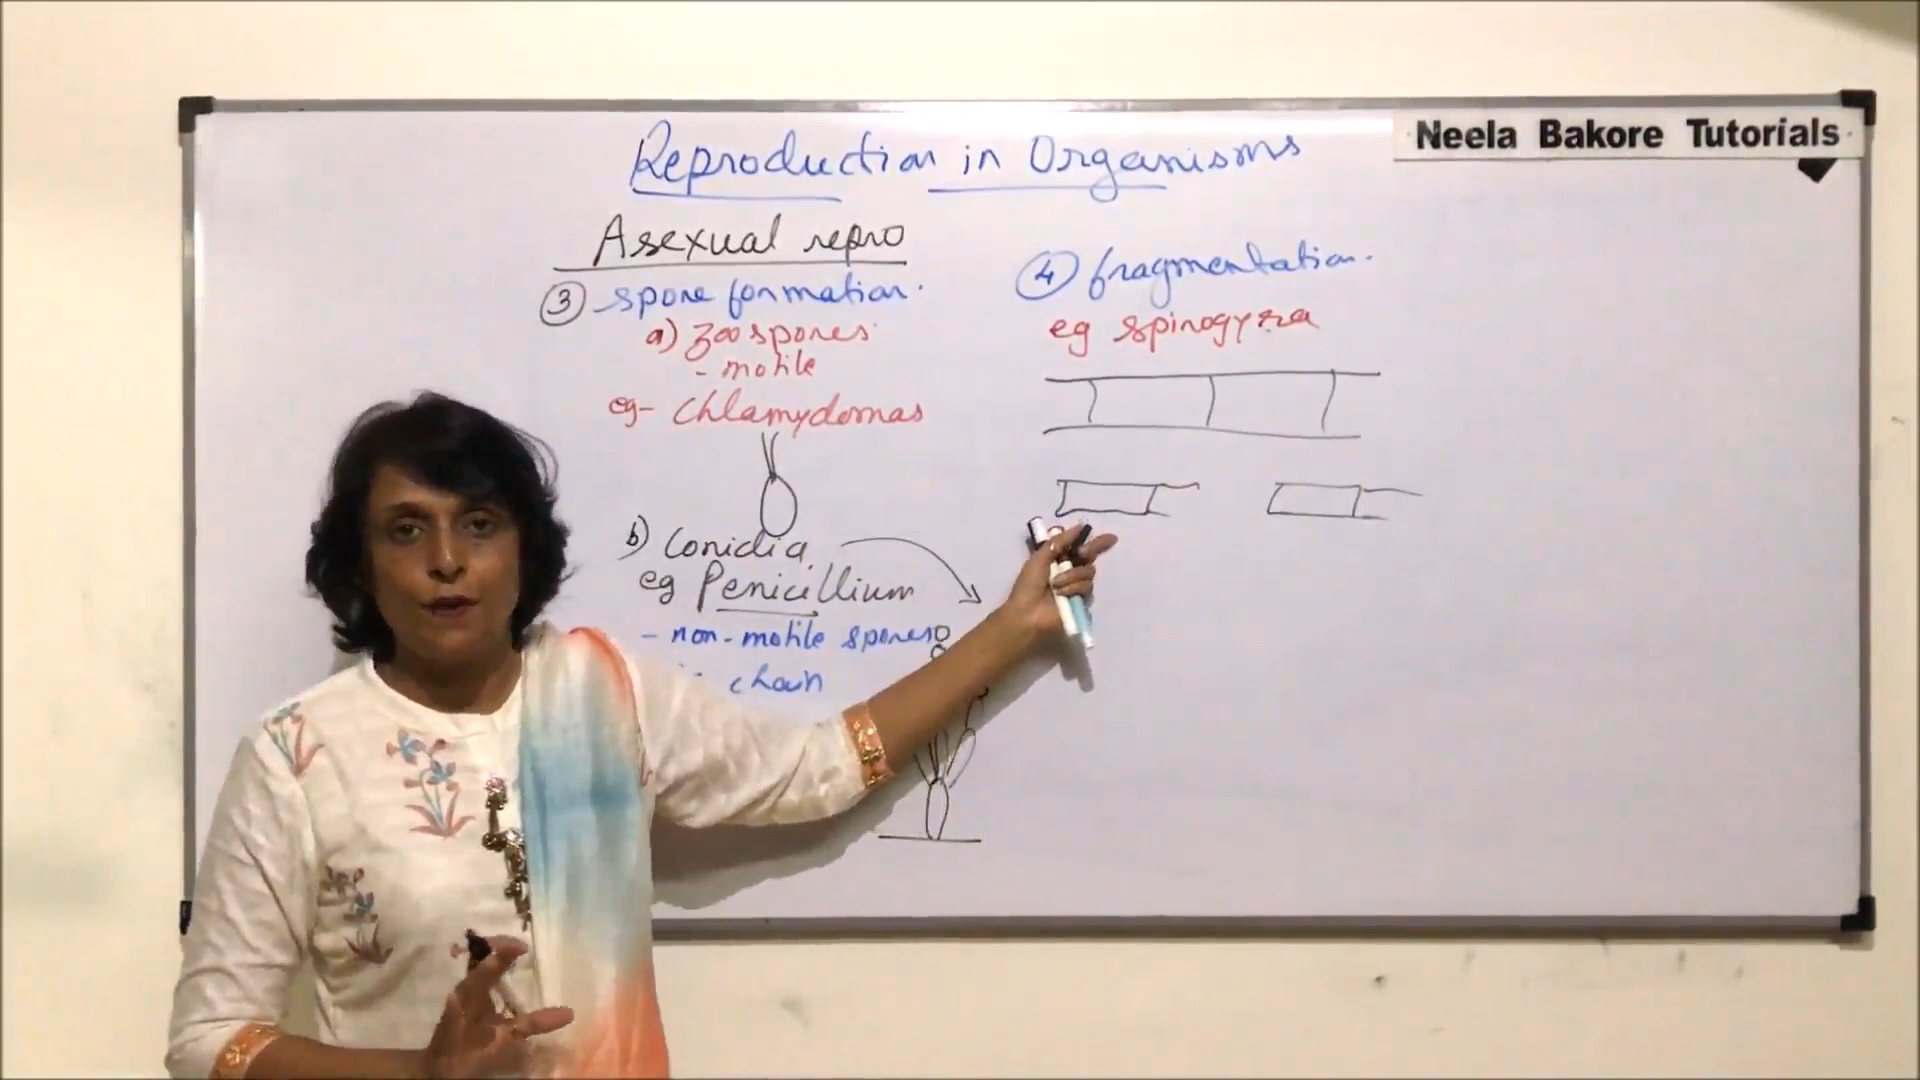 Neela Bakore Tutorials
Reproduction in Organisms
Asexual repro
3 spore formation.
a) zoospores
- motile
eg- Chlamydomas
b) Conidia
eg Penicillium
- non-motile spores
chain
4 fragmentation.
eg spirogyra